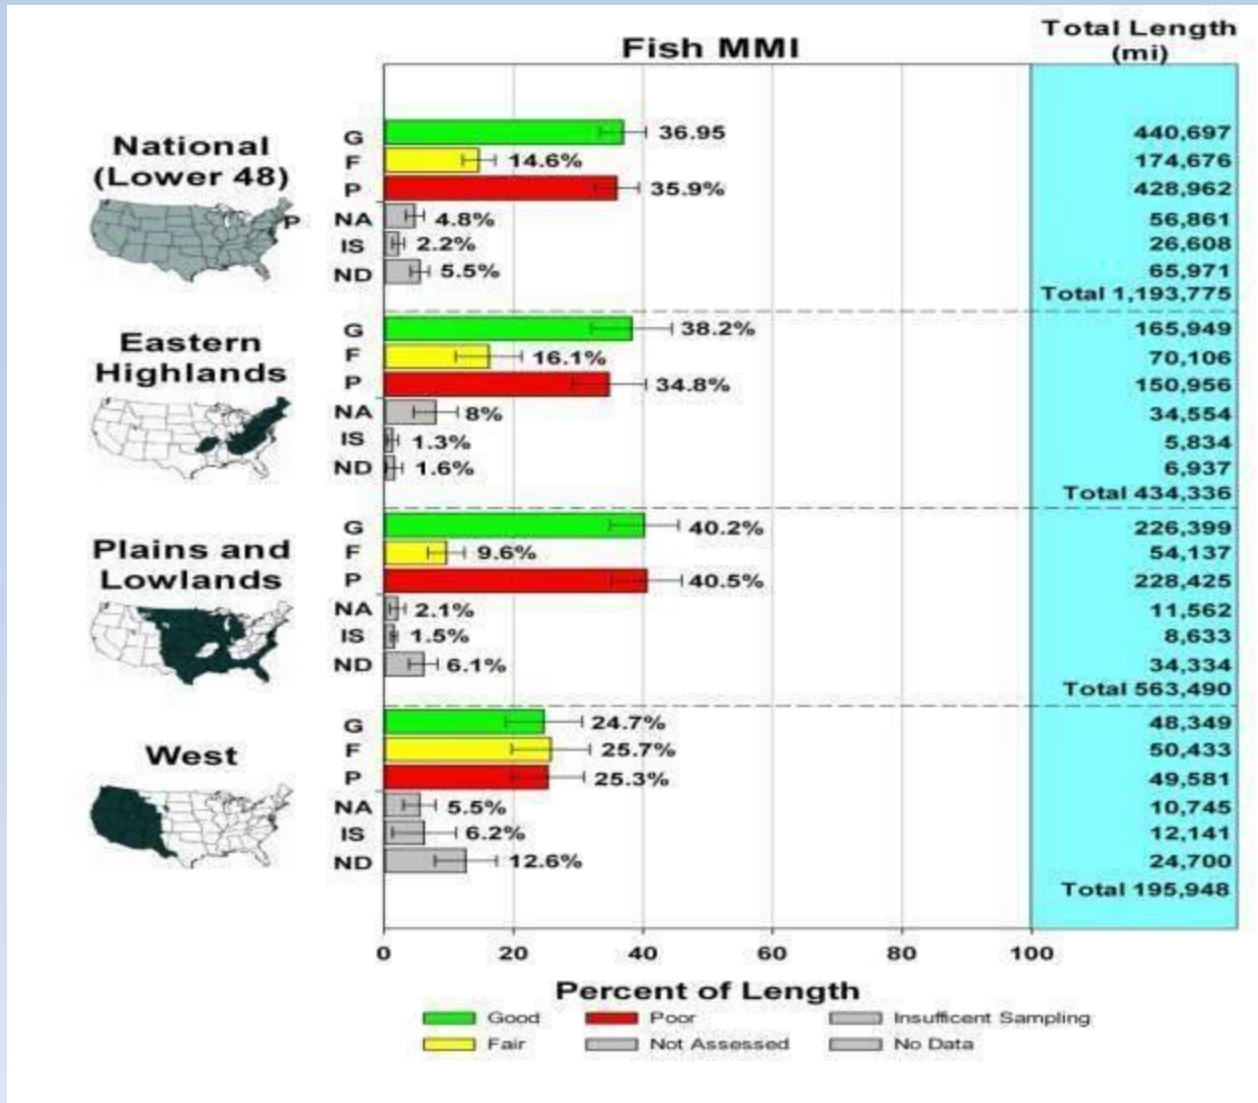 Fish MMI
Total Length
(mi)
National
(Lower 48)
P
G 36.95 440,697
F 14.6% 174,676
P 35.9% 428,962
NA 4.8% 56,861
IS 2.2% 26,608
ND 5.5% 65,971
Total 1,193,775
Eastern
Highlands
G 38.2% 165,949
F 16.1% 70,106
P 34.8% 150,956
NA 8% 34,554
IS 1.3% 5,834
ND 1.6% 6,937
Total 434,336
Plains and
Lowlands
G 40.2% 226,399
F 9.6% 54,137
P 40.5% 228,425
NA 2.1% 11,562
IS 1.5% 8,633
ND 6.1% 34,334
Total 563,490
West
G 24.7% 48,349
F 25.7% 50,433
P 25.3% 49,581
NA 5.5% 10,745
IS 6.2% 12,141
ND 12.6% 24,700
Total 195,948
0 20 40 60 80 100
Percent of Length
Good Poor Insufficent Sampling
Fair Not Assessed No Data